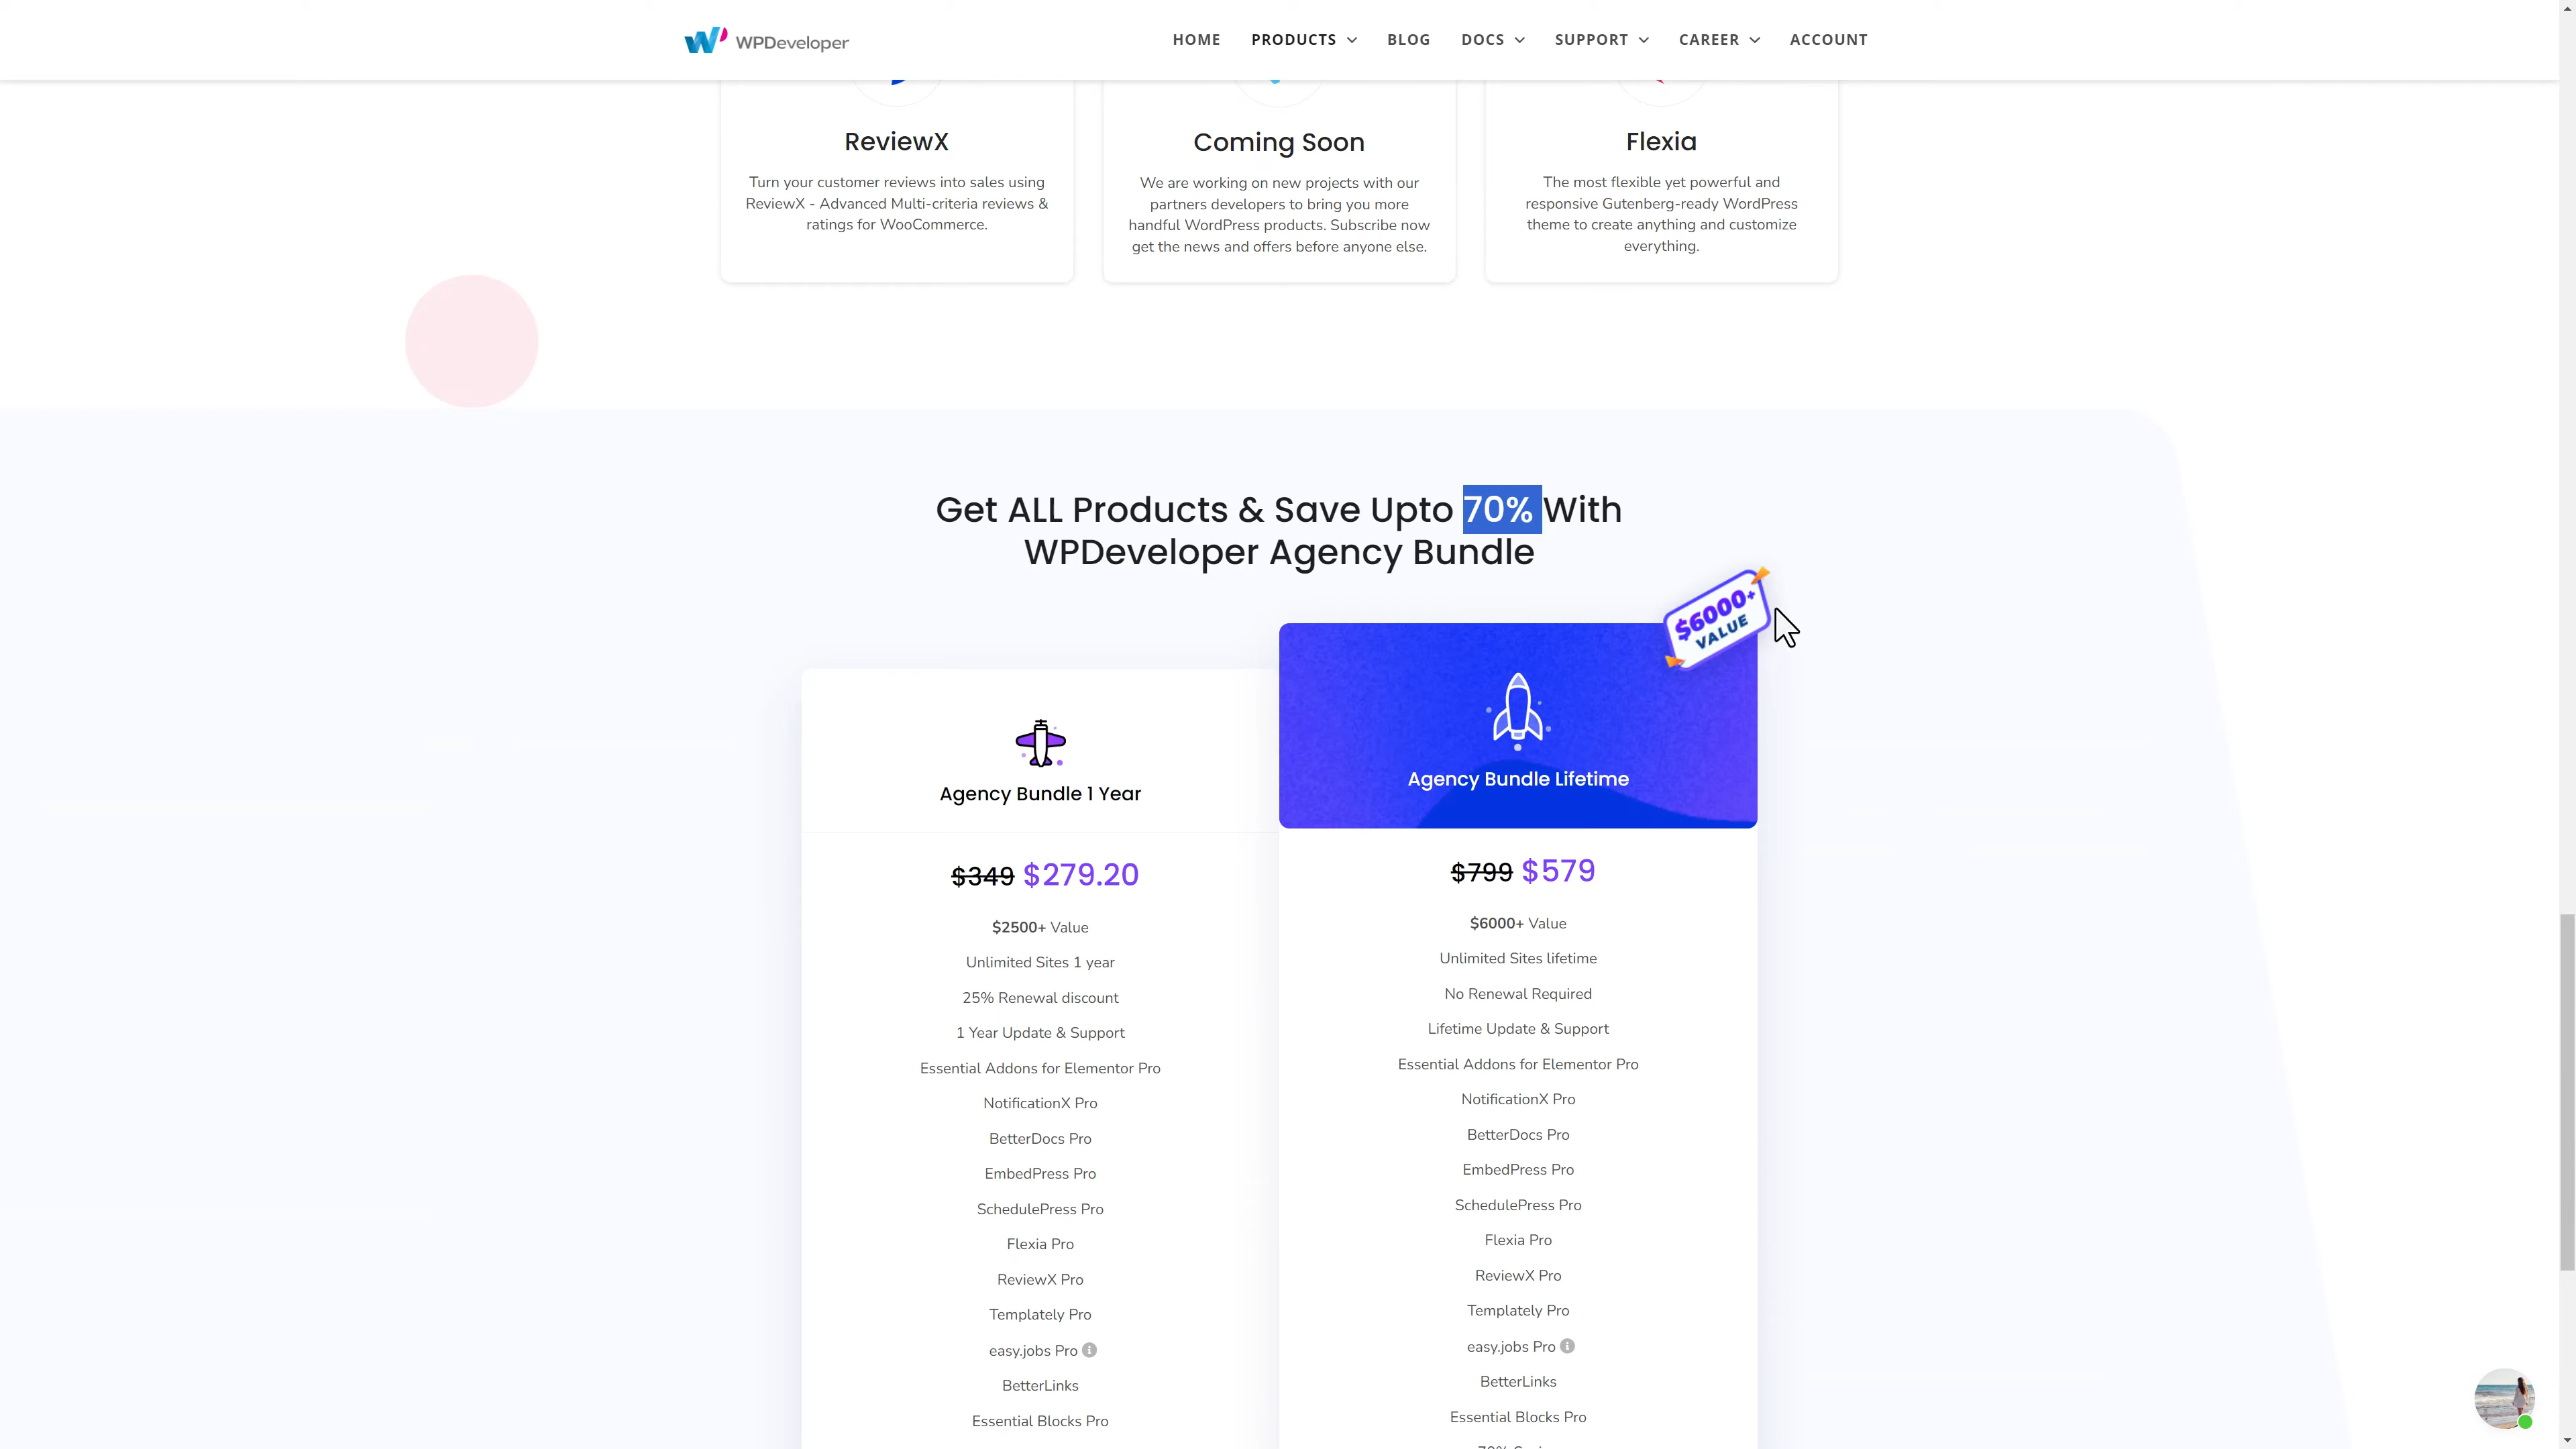 WPDeveloper
HOME PRODUCTS BLOG DOCS SUPPORT CAREER ACCOUNT
ReviewX
Turn your customer reviews into sales using
ReviewX - Advanced Multi-criteria reviews &
ratings for WooCommerce.
Coming Soon
We are working on new projects with our
partners developers to bring you more
handful WordPress products. Subscribe now
get the news and offers before anyone else.
Flexia
The most flexible yet powerful and
responsive Gutenberg-ready WordPress
theme to create anything and customize
everything.
Get ALL Products & Save Upto 70% With
WPDeveloper Agency Bundle
Agency Bundle 1 Year
$349 $279.20
$2500+ Value
Unlimited Sites 1 year
25% Renewal discount
1 Year Update & Support
Essential Addons for Elementor Pro
NotificationX Pro
BetterDocs Pro
EmbedPress Pro
SchedulePress Pro
Flexia Pro
ReviewX Pro
Templately Pro
easy.jobs Pro
BetterLinks
Essential Blocks Pro
$6000+
VALUE
Agency Bundle Lifetime
$799 $579
$6000+ Value
Unlimited Sites lifetime
No Renewal Required
Lifetime Update & Support
Essential Addons for Elementor Pro
NotificationX Pro
BetterDocs Pro
EmbedPress Pro
SchedulePress Pro
Flexia Pro
ReviewX Pro
Templately Pro
easy.jobs Pro
BetterLinks
Essential Blocks Pro